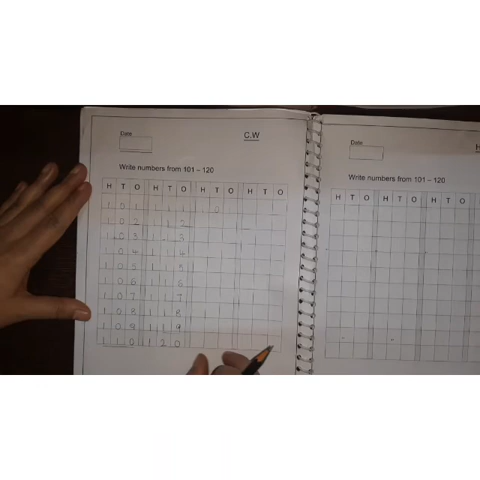 Date
C.W
Write numbers from 101 – 120
H T O H T O H T O H T O
1 0 1 1 1 1 1 0
1 0 2 1 1 2
1 0 3 1 1 3
1 0 4 1 1 4
1 0 5 1 1 5
1 0 6 1 1 6
1 0 7 1 1 7
1 0 8 1 1 8
1 0 9 1 1 9
1 1 0 1 2 0
Date
H
Write numbers from 101 – 120
H T O H T O H T O